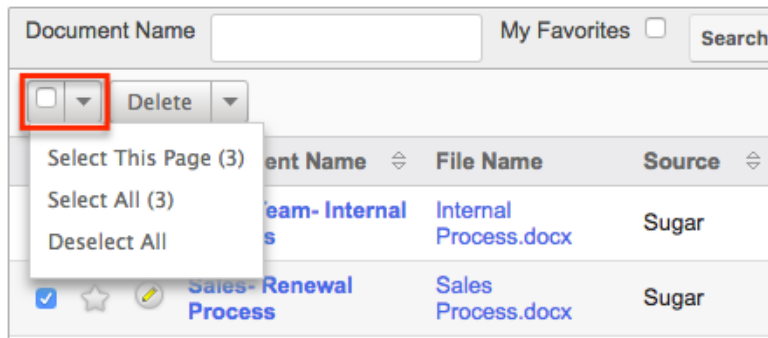 Document Name My Favorites Search
Delete
Select This Page (3)
Select All (3)
Deselect All
ent Name File Name Source
eam- Internal Internal Sugar
s Process.docx
Sales- Renewal Sales Sugar
Process Process.docx